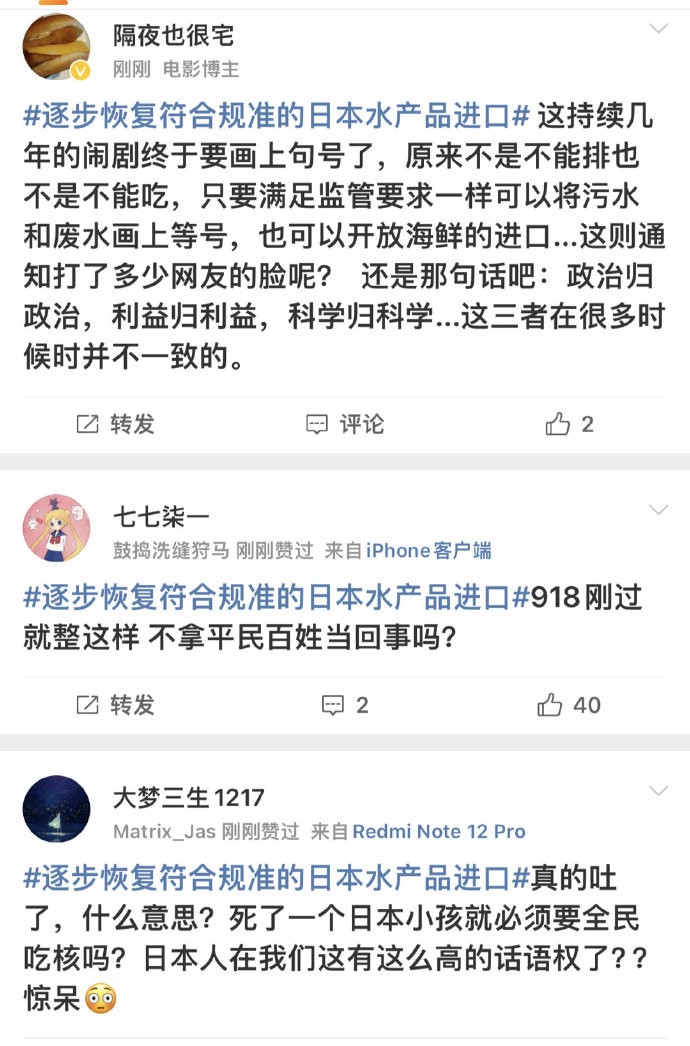 隔夜也很宅
刚刚 电影博主
#逐步恢复符合规准的日本水产品进口# 这持续几
年的闹剧终于要画上句号了，原来不是不能排也
不是不能吃，只要满足监管要求一样可以将污水
和废水画上等号，也可以开放海鲜的进口...这则通
知打了多少网友的脸呢？ 还是那句话吧：政治归
政治，利益归利益，科学归科学...这三者在很多时
候时并不一致的。
转发 评论 2
七七柒一
鼓捣洗缝狩马 刚刚赞过 来自iPhone客户端
#逐步恢复符合规准的日本水产品进口#918刚过
就整这样 不拿平民百姓当回事吗?
转发 2 40
大梦三生1217
Matrix_Jas 刚刚赞过 来自Redmi Note 12 Pro
#逐步恢复符合规准的日本水产品进口#真的吐
了，什么意思？死了一个日本小孩就必须要全民
吃核吗？日本人在我们这有这么高的话语权了??
惊呆😳